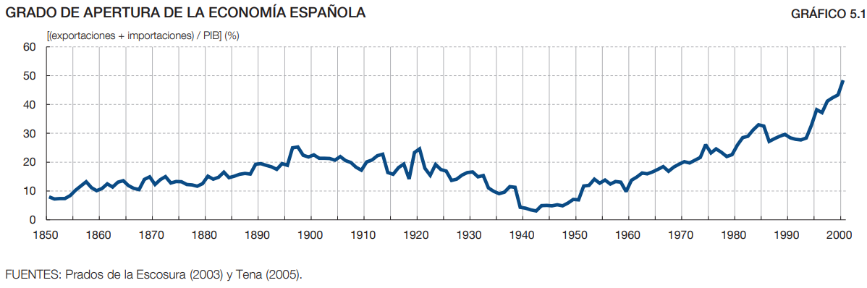 GRADO DE APERTURA DE LA ECONOMÍA ESPAÑOLA
GRÁFICO 5.1
[(exportaciones + importaciones) / PIB] (%)
60
50
40
30
20
10
0
1850 1860 1870 1880 1890 1900 1910 1920 1930 1940 1950 1960 1970 1980 1990 2000
FUENTES: Prados de la Escosura (2003) y Tena (2005).